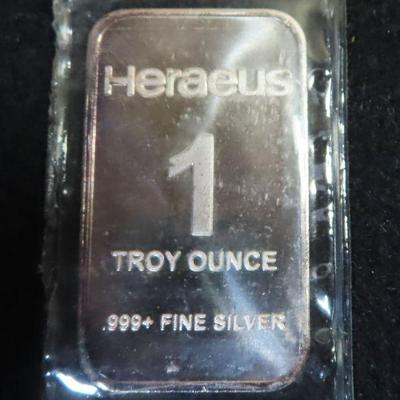 Heraeus
1
TROY OUNCE
.999+ FINE SILVER